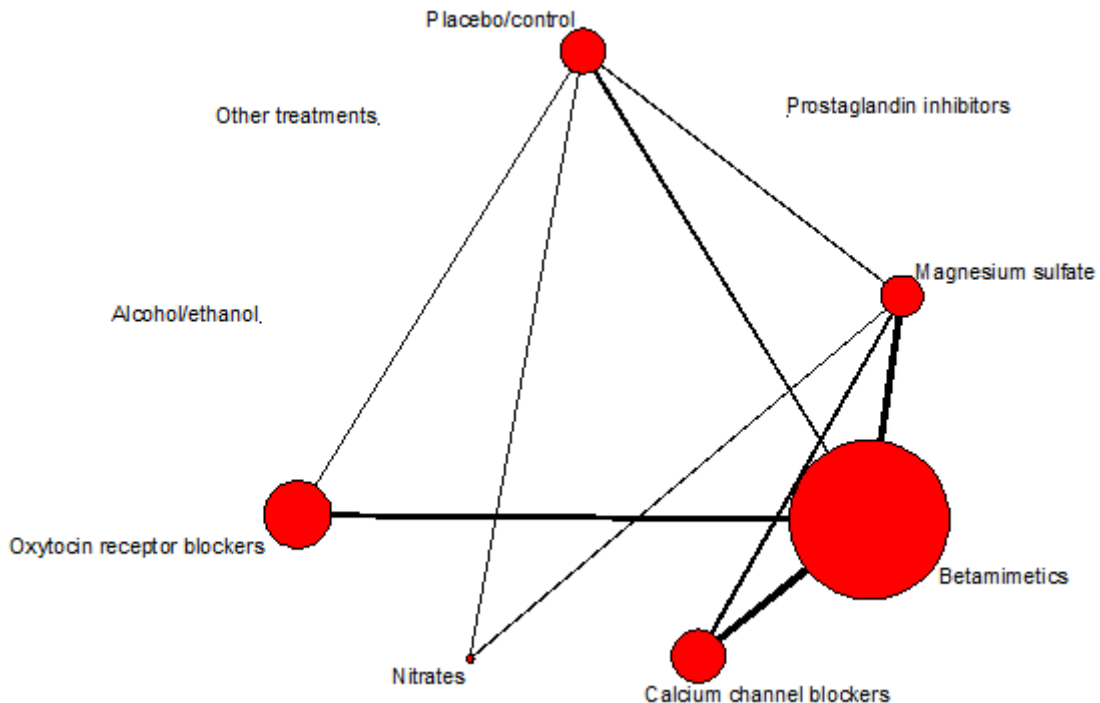 Placebo/control
Other treatments
Prostaglandin inhibitors
Magnesium sulfate
Alcohol/ethanol
Oxytocin receptor blockers
Betamimetics
Nitrates
Calcium channel blockers